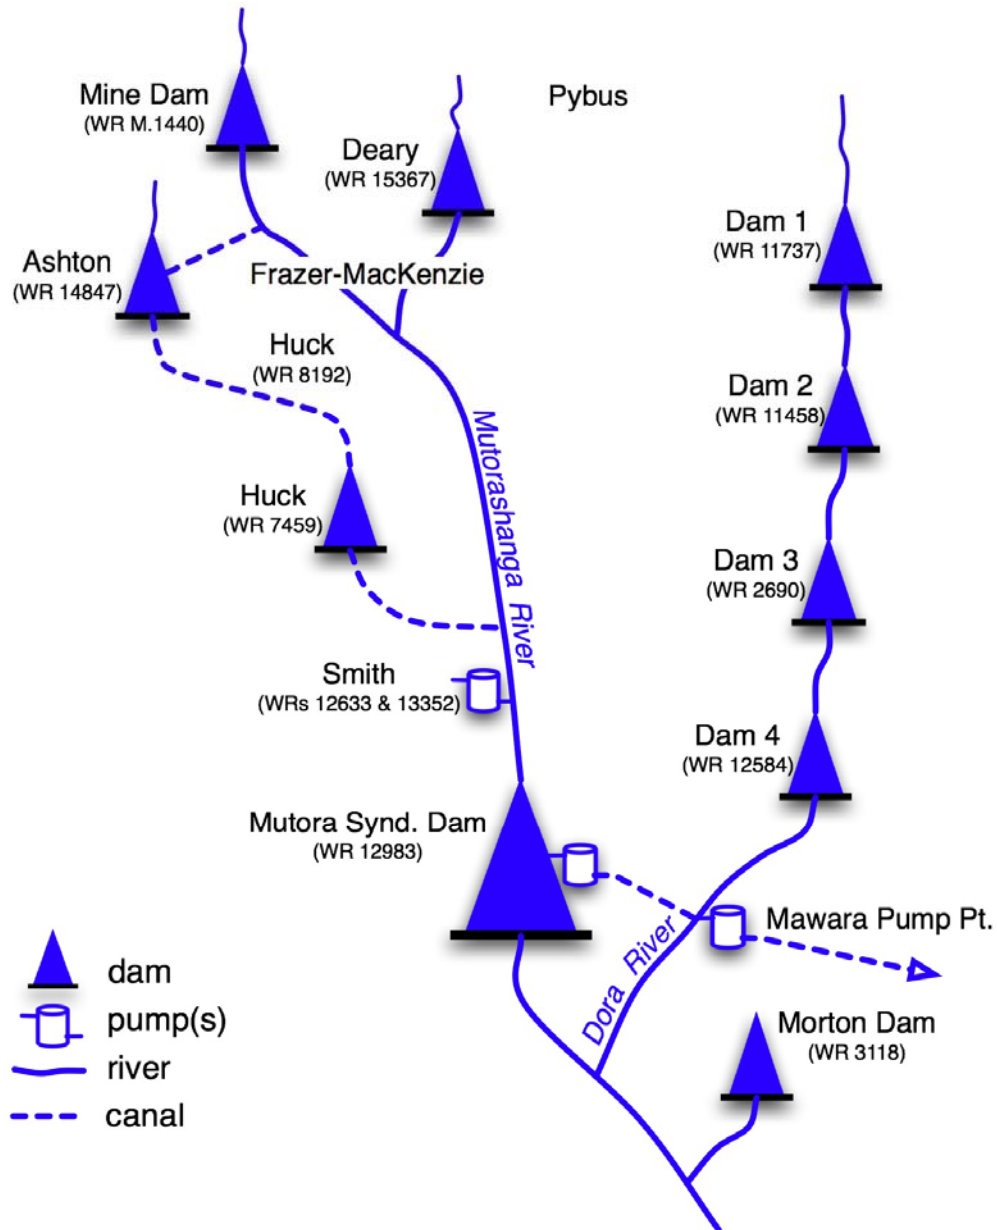 Mine Dam
(WR M.1440)
Pybus
Deary
(WR 15367)
Dam 1
(WR 11737)
Ashton
(WR 14847)
Frazer-MacKenzie
Huck
(WR 8192)
Dam 2
(WR 11458)
Mutorashanga River
Huck
(WR 7459)
Dam 3
(WR 2690)
Smith
(WRs 12633 & 13352)
Dam 4
(WR 12584)
Mutora Synd. Dam
(WR 12983)
Mawara Pump Pt.
Dora River
Morton Dam
(WR 3118)
dam
pump(s)
river
canal